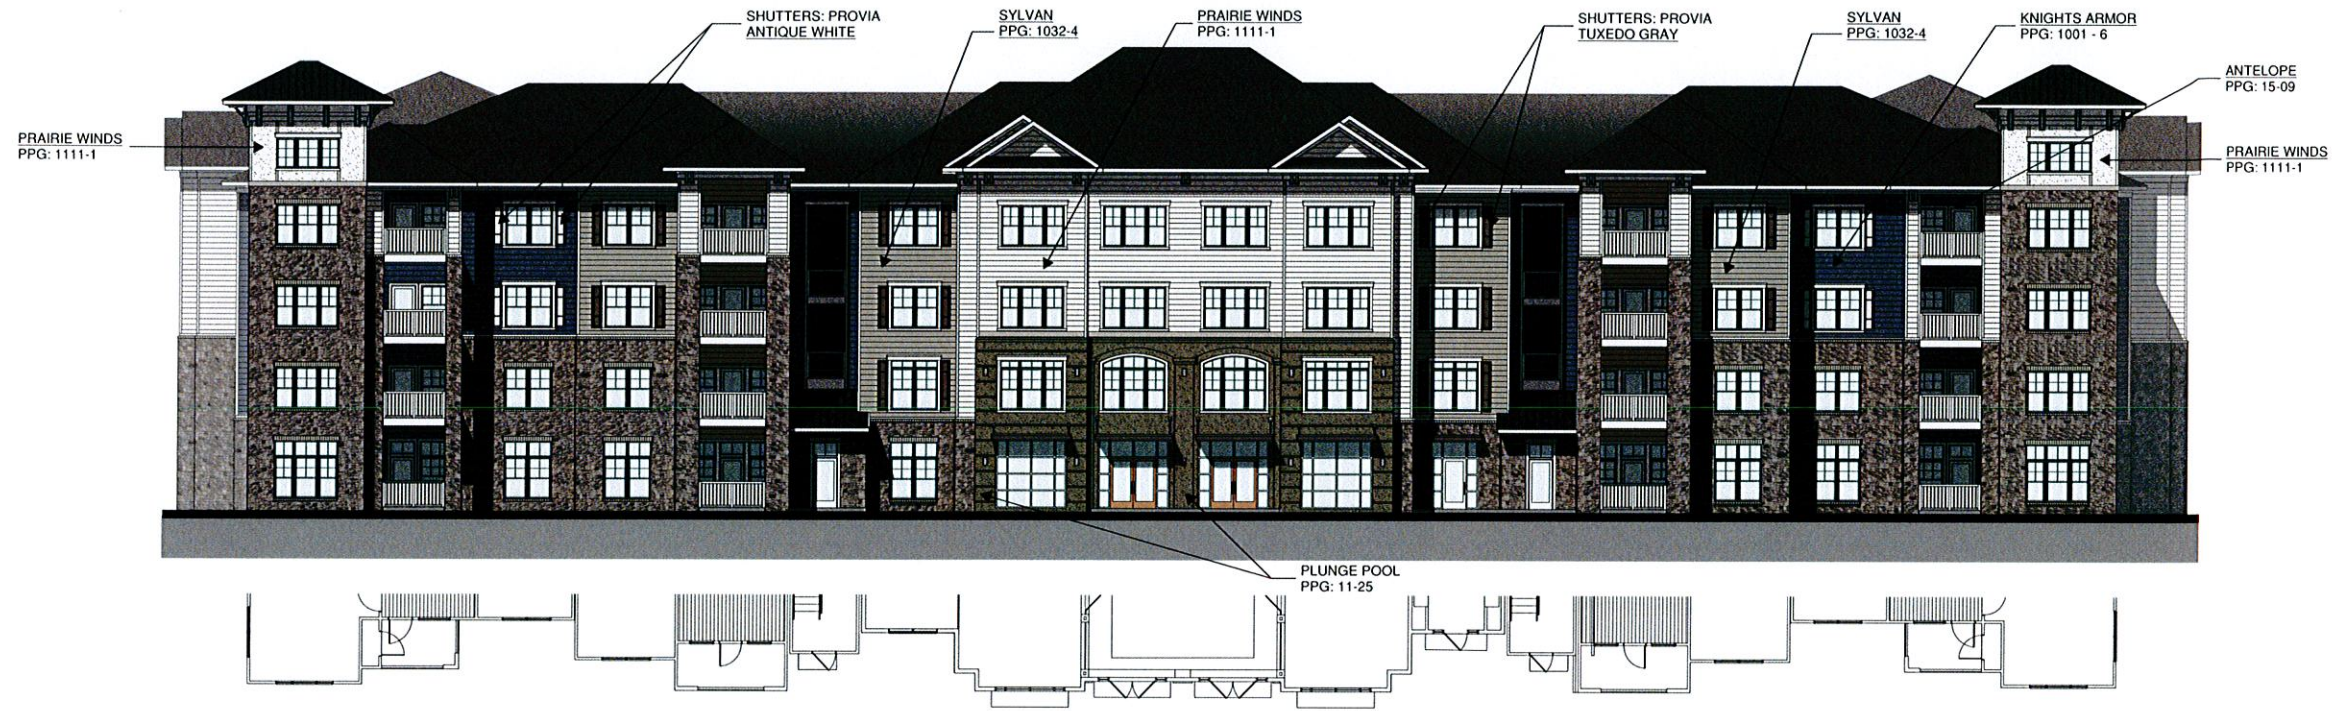 SHUTTERS: PROVIA
ANTIQUE WHITE
SYLVAN
PPG: 1032-4
PRAIRIE WINDS
PPG: 1111-1
SHUTTERS: PROVIA
TUXEDO GRAY
SYLVAN
PPG: 1032-4
KNIGHTS ARMOR
PPG: 1001 - 6
ANTELOPE
PPG: 15-09
PRAIRIE WINDS
PPG: 1111-1
PRAIRIE WINDS
PPG: 1111-1
PLUNGE POOL
PPG: 11-25